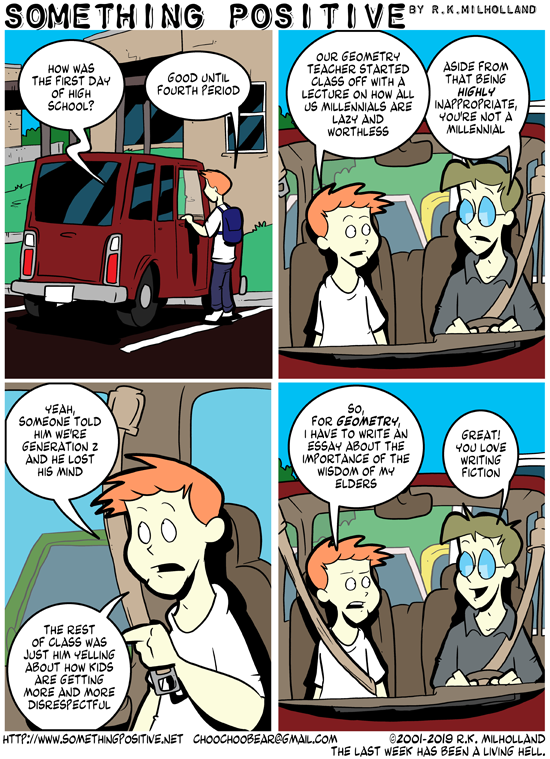 SOMETHING POSITIVE BY R.K.MILHOLLAND
HOW WAS
THE FIRST DAY
OF HIGH
SCHOOL?
GOOD UNTIL
FOURTH PERIOD
OUR GEOMETRY
TEACHER STARTED
CLASS OFF WITH A
LECTURE ON HOW ALL
US MILLENNIALS ARE
LAZY AND
WORTHLESS
ASIDE FROM
THAT BEING
HIGHLY
INAPPROPRIATE,
YOU'RE NOT A
MILLENNIAL
YEAH,
SOMEONE TOLD
HIM WE'RE
GENERATION Z
AND HE LOST
HIS MIND
THE REST
OF CLASS WAS
JUST HIM YELLING
ABOUT HOW KIDS
ARE GETTING
MORE AND MORE
DISRESPECTFUL
SO,
FOR GEOMETRY,
I HAVE TO WRITE AN
ESSAY ABOUT THE
IMPORTANCE OF THE
WISDOM OF MY
ELDERS
GREAT!
YOU LOVE
WRITING
FICTION
HTTP://WWW.SOMETHINGPOSITIVE.NET CHOOCHOOBEAR@GMAIL.COM ©2001-2019 R.K. MILHOLLAND
THE LAST WEEK HAS BEEN A LIVING HELL.